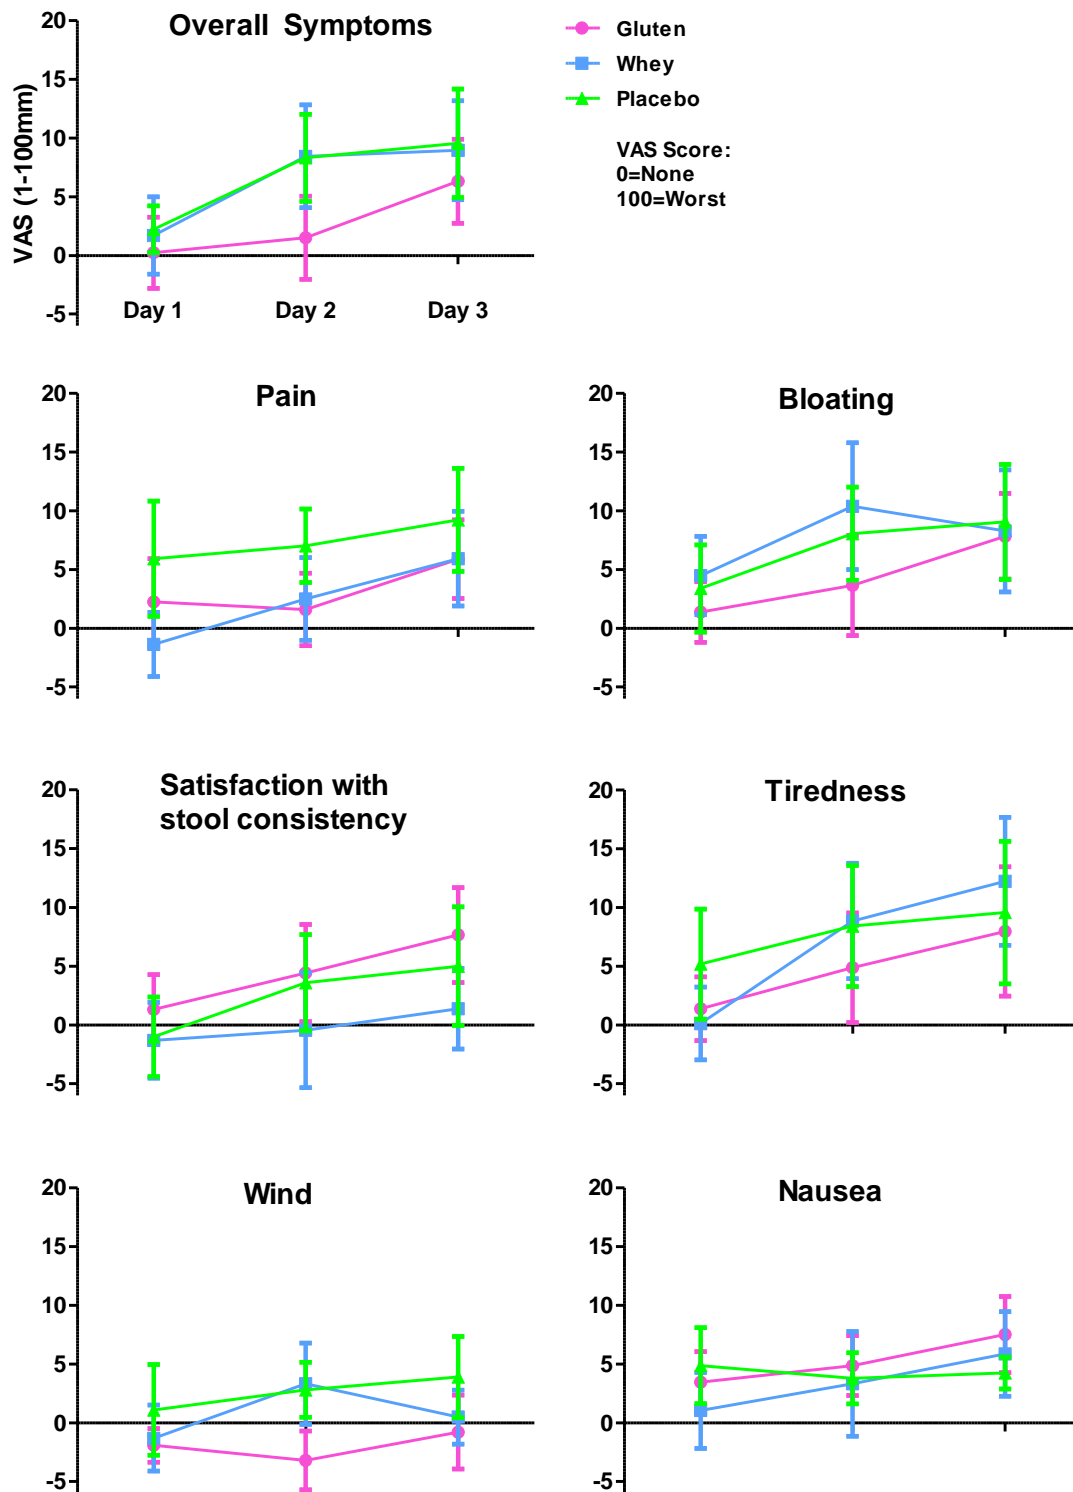 Overall Symptoms
VAS (1-100mm)
20
15
10
5
0
-5
Day 1
Day 2
Day 3
Gluten
Whey
Placebo
VAS Score:
0=None
100=Worst
Pain
20
15
10
5
0
-5
Bloating
20
15
10
5
0
-5
Satisfaction with
stool consistency
20
15
10
5
0
-5
Tiredness
20
15
10
5
0
-5
Wind
20
15
10
5
0
-5
Nausea
20
15
10
5
0
-5